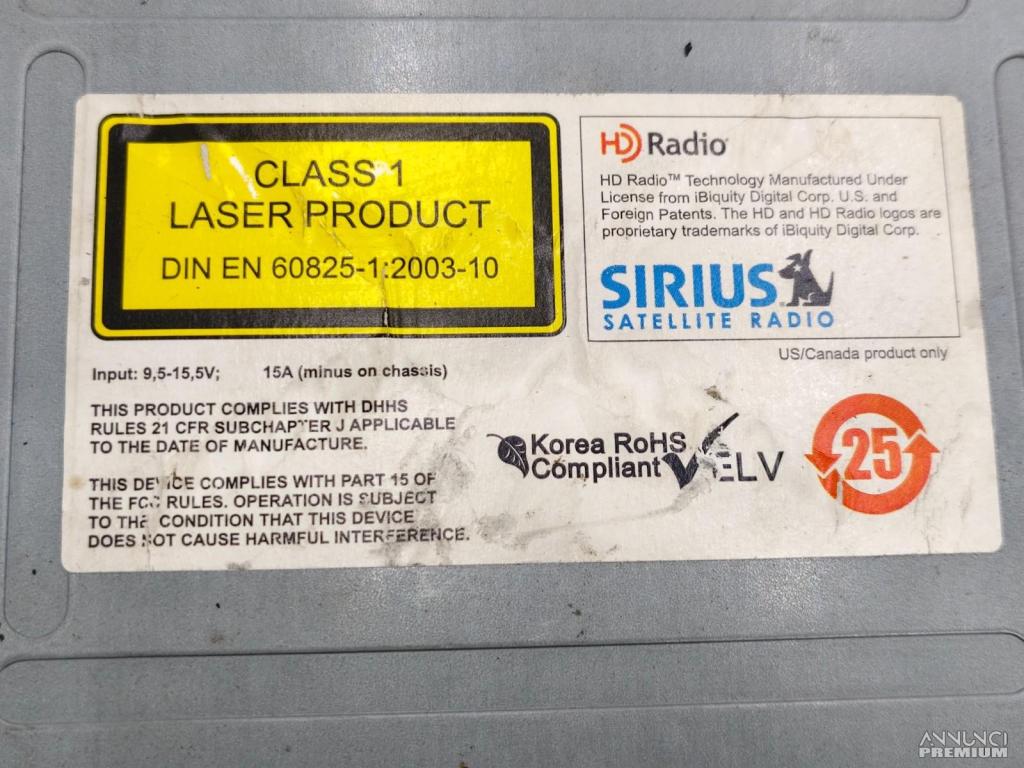 CLASS 1
LASER PRODUCT
DIN EN 60825-1:2003-10
HD Radio
HD Radio™ Technology Manufactured Under
License from iBiquity Digital Corp. U.S. and
Foreign Patents. The HD and HD Radio logos are
proprietary trademarks of iBiquity Digital Corp.
SIRIUS
SATELLITE RADIO
US/Canada product only
Input: 9,5-15,5V; 15A (minus on chassis)
THIS PRODUCT COMPLIES WITH DHHS
RULES 21 CFR SUBCHAPTER J APPLICABLE
TO THE DATE OF MANUFACTURE.
THIS DEVICE COMPLIES WITH PART 15 OF
THE FCC RULES. OPERATION IS SUBJECT
TO THE CONDITION THAT THIS DEVICE
DOES NOT CAUSE HARMFUL INTERFERENCE.
Korea RoHS
Compliant
ELV
25
ANNUNCI
PREMIUM